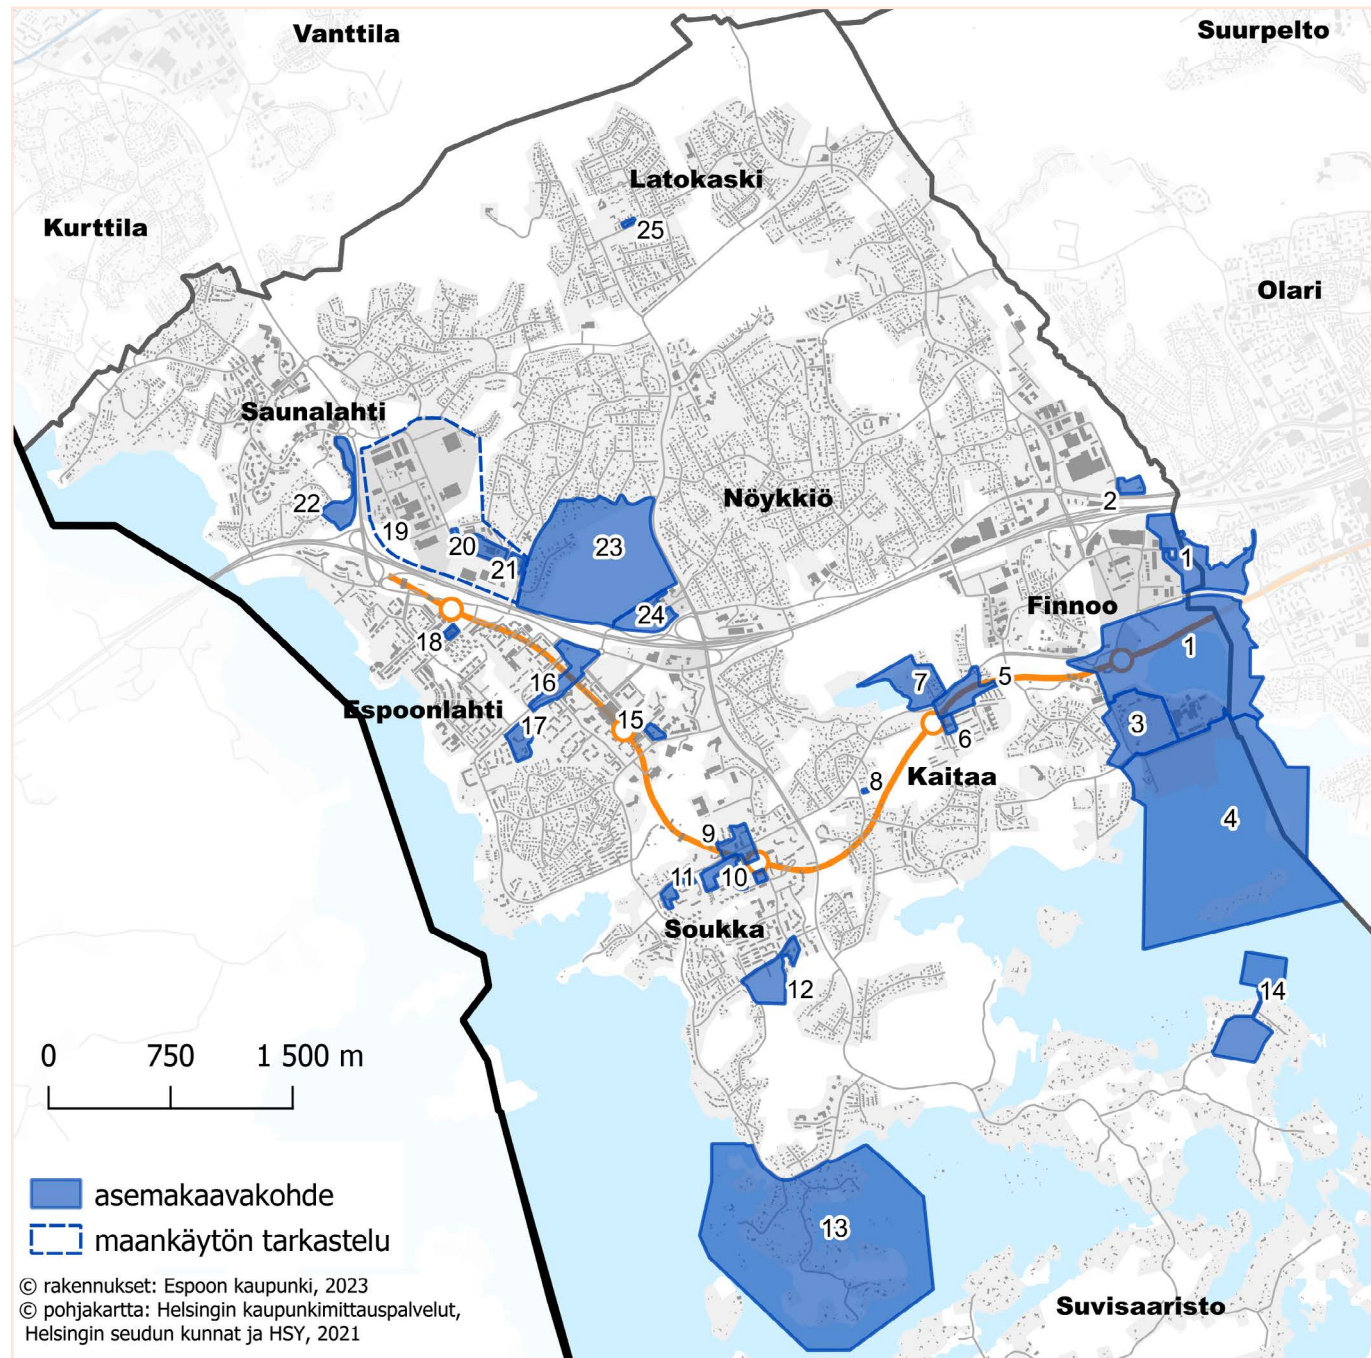 Vanttila
Suurpelto
Latokaski
Kurttila
25
Olari
Saunalahti
Nöykkiö
2
22
19
20
23
21
1
Finnoo
24
18
1
7
5
16
Espoonlahti
17
15
3
6
Kaitaa
8
4
9
11
10
Soukka
12
14
0 750 1 500 m
asemakaavakohde
13
maankäytön tarkastelu
© rakennukset: Espoon kaupunki, 2023
© pohjakartta: Helsingin kaupunkimittauspalvelut,
Helsingin seudun kunnat ja HSY, 2021
Suvisaaristo